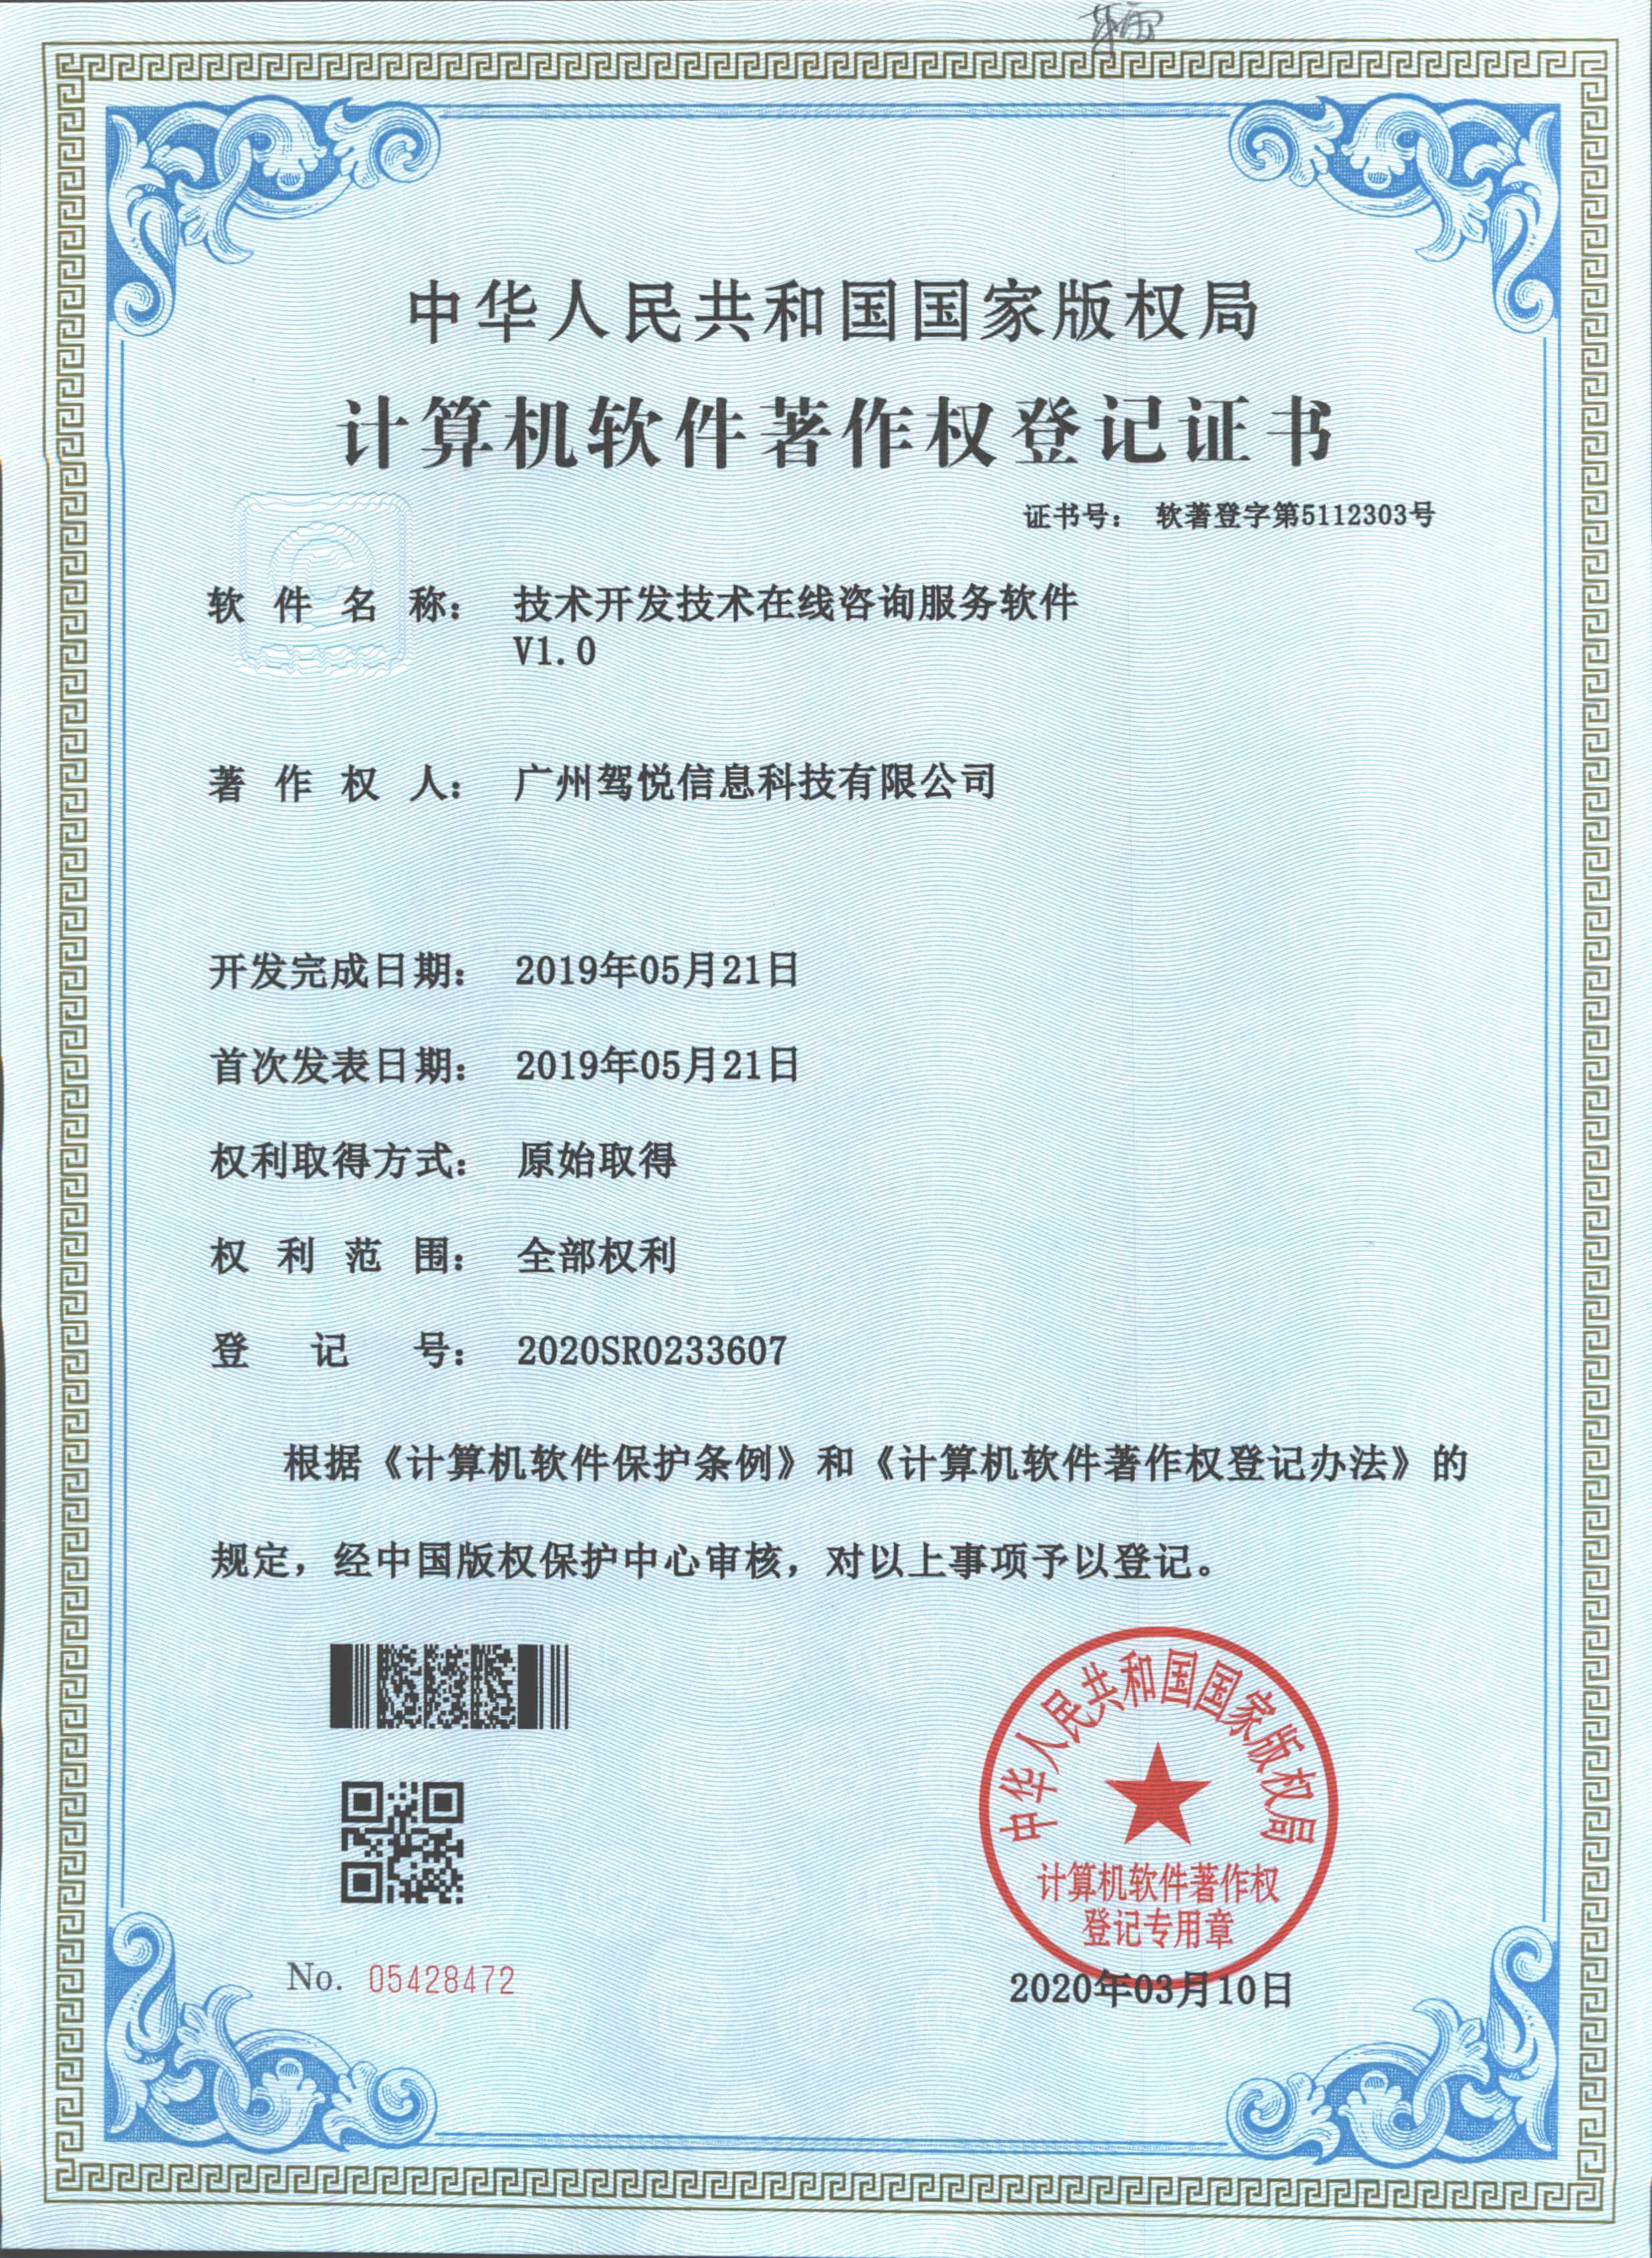 中华人民共和国国家版权局
计算机软件著作权登记证书
证书号： 软著登字第5112303号
软件名称： 技术开发技术在线咨询服务软件
V1.0
著作权人： 广州驾悦信息科技有限公司
开发完成日期： 2019年05月21日
首次发表日期： 2019年05月21日
权利取得方式： 原始取得
权利范围： 全部权利
登记号： 2020SR0233607
根据《计算机软件保护条例》和《计算机软件著作权登记办法》的
规定，经中国版权保护中心审核，对以上事项予以登记。
中华人民共和国国家版权局
计算机软件著作权
登记专用章
No. 05428472
2020年03月10日